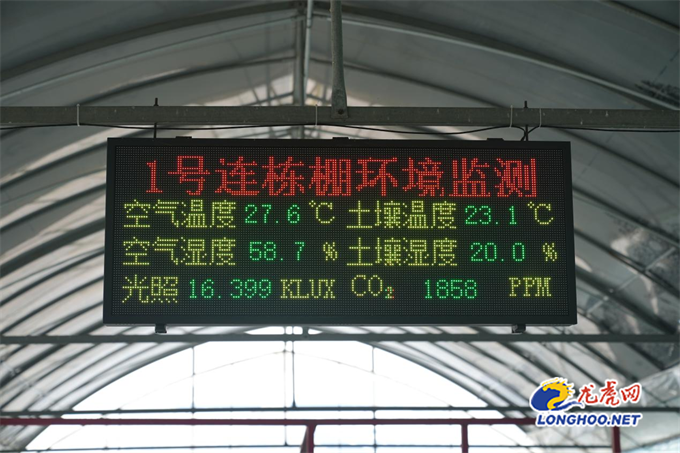 1号连栋棚环境监测
空气温度 27.6 ℃ 土壤温度 23.1 ℃
空气湿度 58.7 % 土壤湿度 20.0 %
光照 16.399 KLUX CO₂ 1858 PPM
龙虎网
LONGHOO.NET